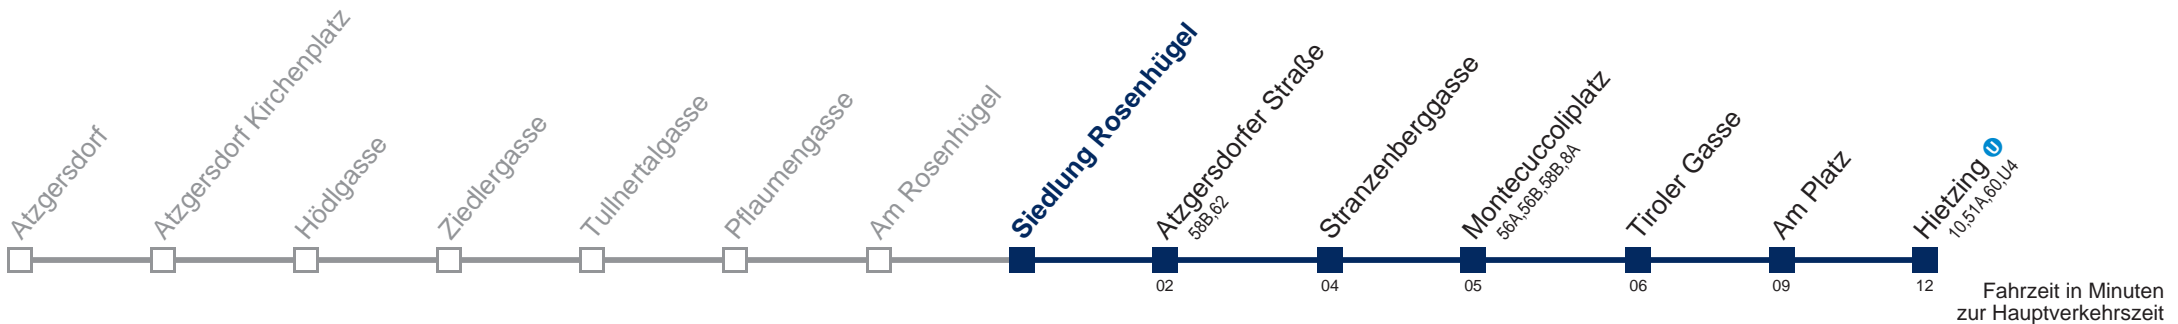 Atzgersdorf
Atzgersdorf Kirchenplatz
Hödlgasse
Ziedlergasse
Tullnertalgasse
Pflaumengasse
Am Rosenhügel
Siedlung Rosenhügel
Atzgersdorfer Straße
58B,62
Stranzenberggasse
Montecuccoliplatz
56A,56B,58B,8A
Tiroler Gasse
Am Platz
Hietzing U
10,51A,60,U4
02
04
05
06
09
12
Fahrzeit in Minuten
zur Hauptverkehrszeit